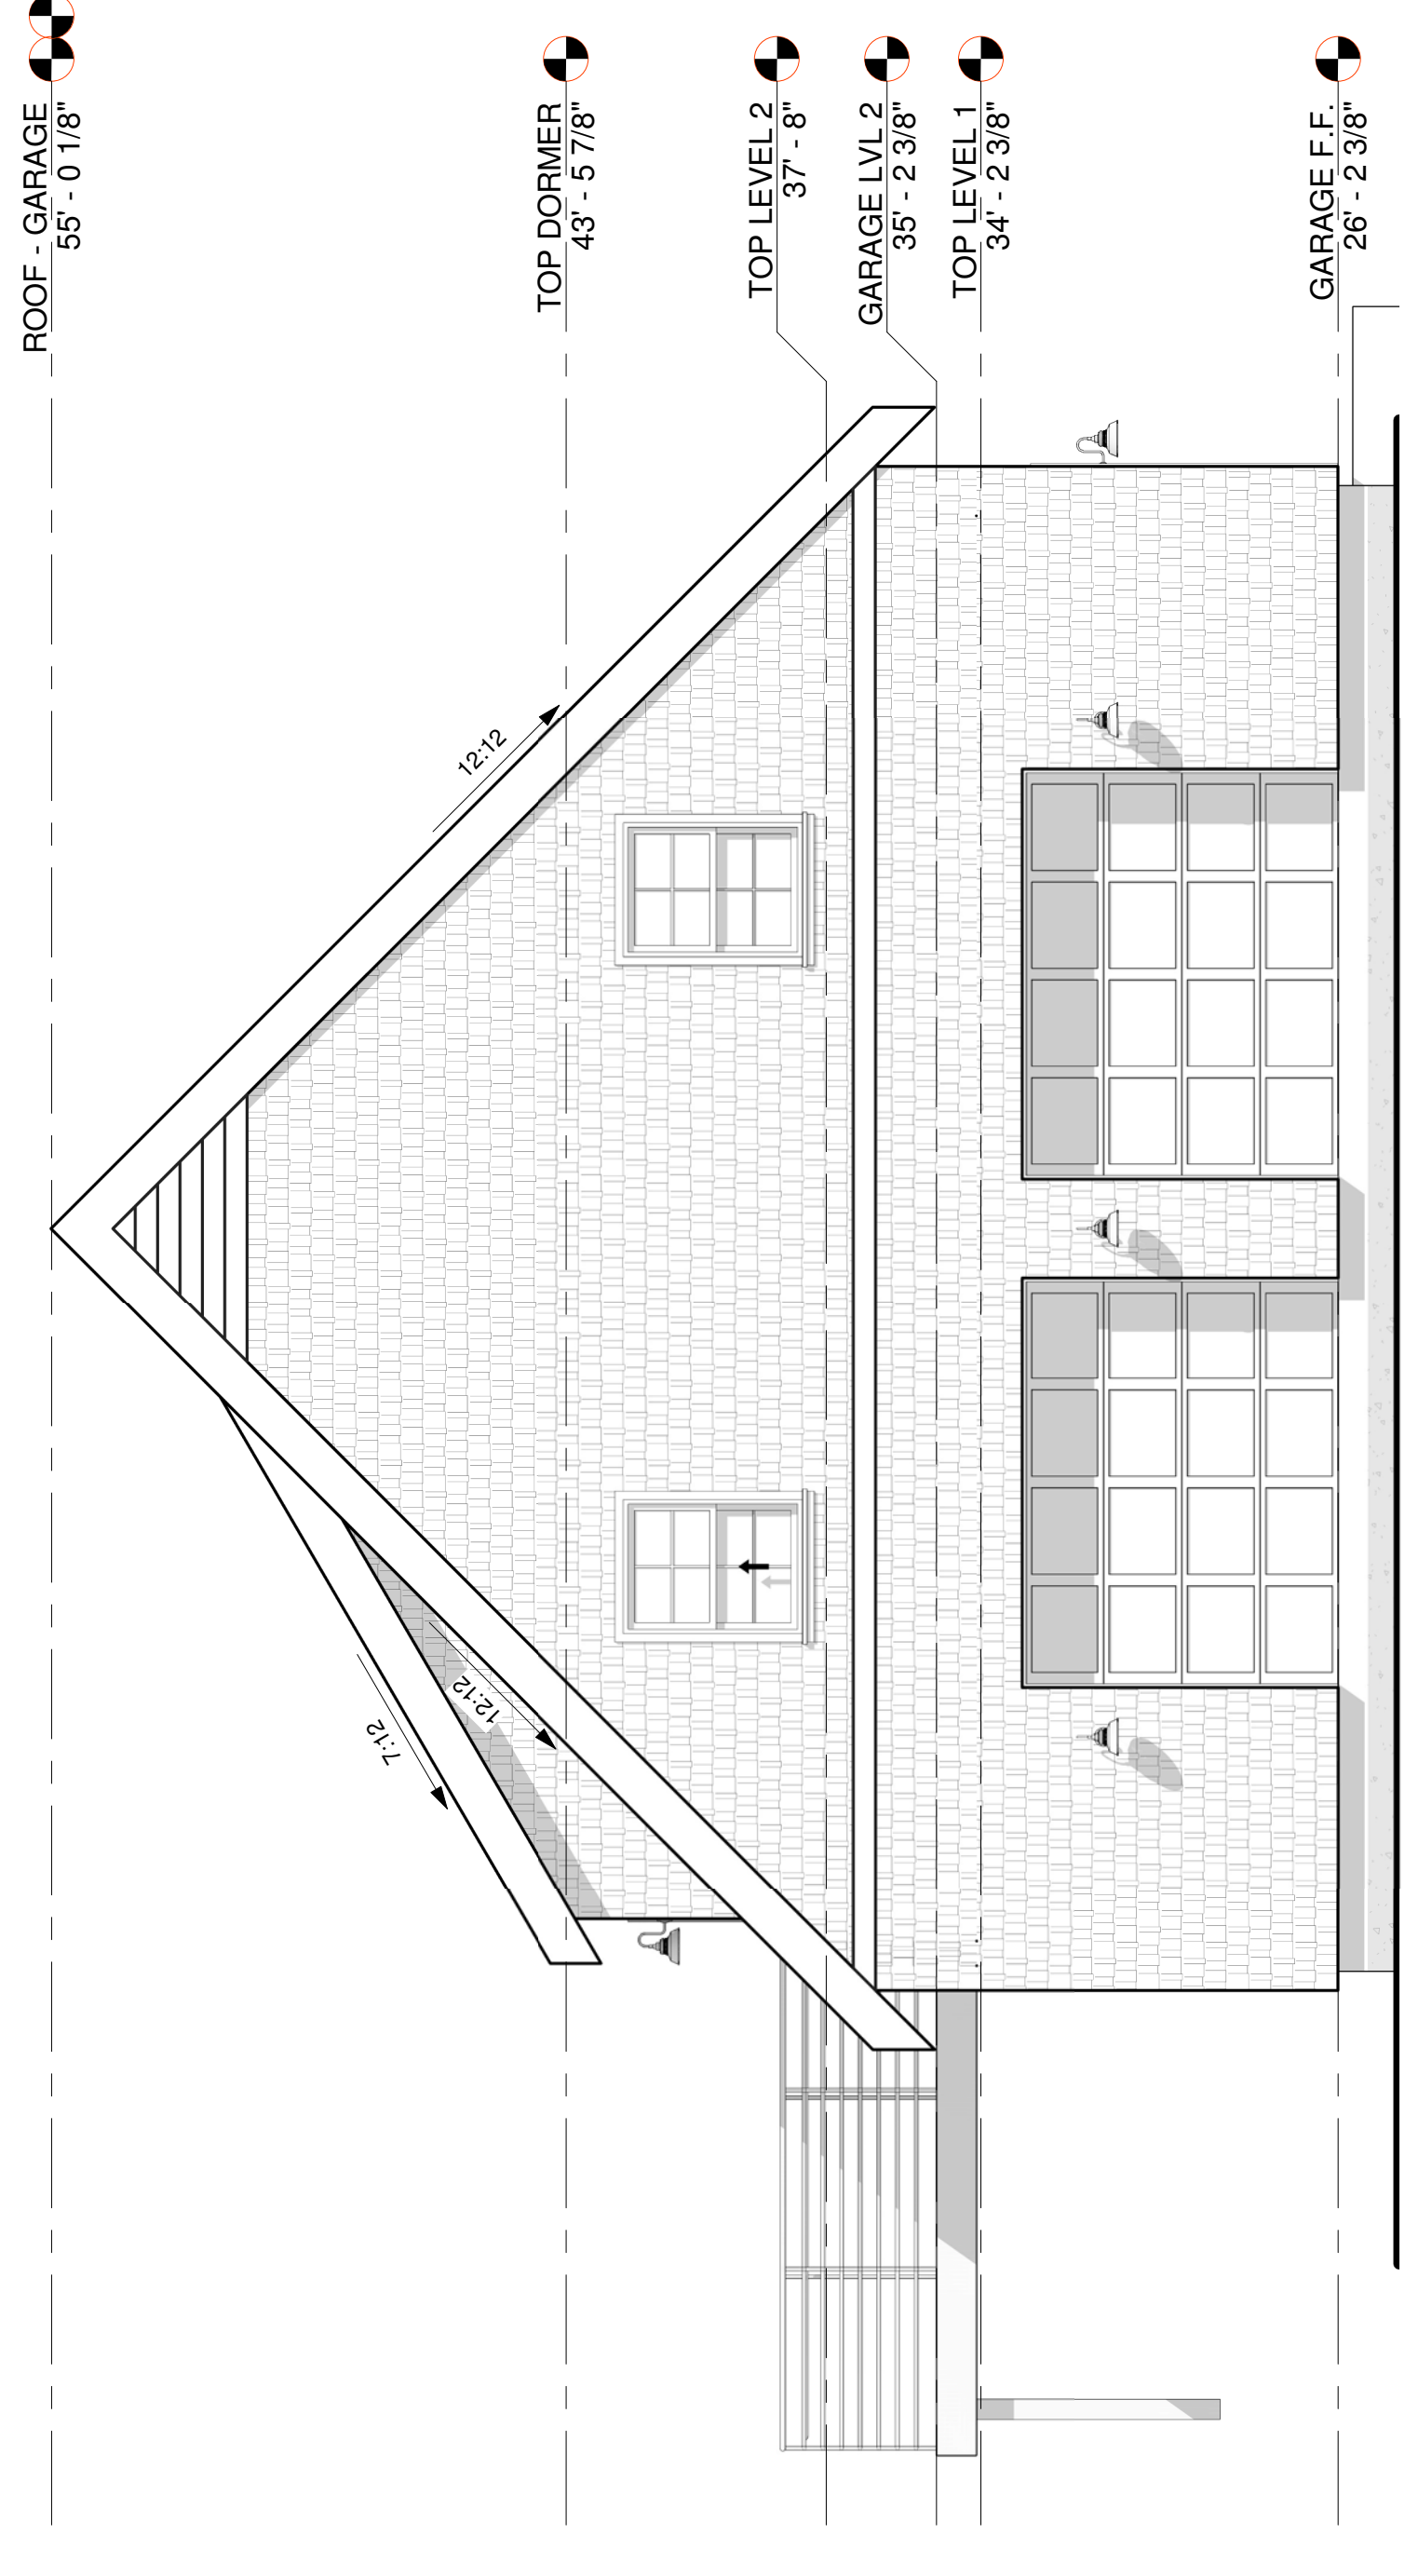 ROOF - GARAGE
55' - 0 1/8"
TOP DORMER
43' - 5 7/8"
TOP LEVEL 2
37' - 8"
GARAGE LVL 2
35' - 2 3/8"
TOP LEVEL 1
34' - 2 3/8"
GARAGE F.F.
26' - 2 3/8"
12:12
12:12
7:12